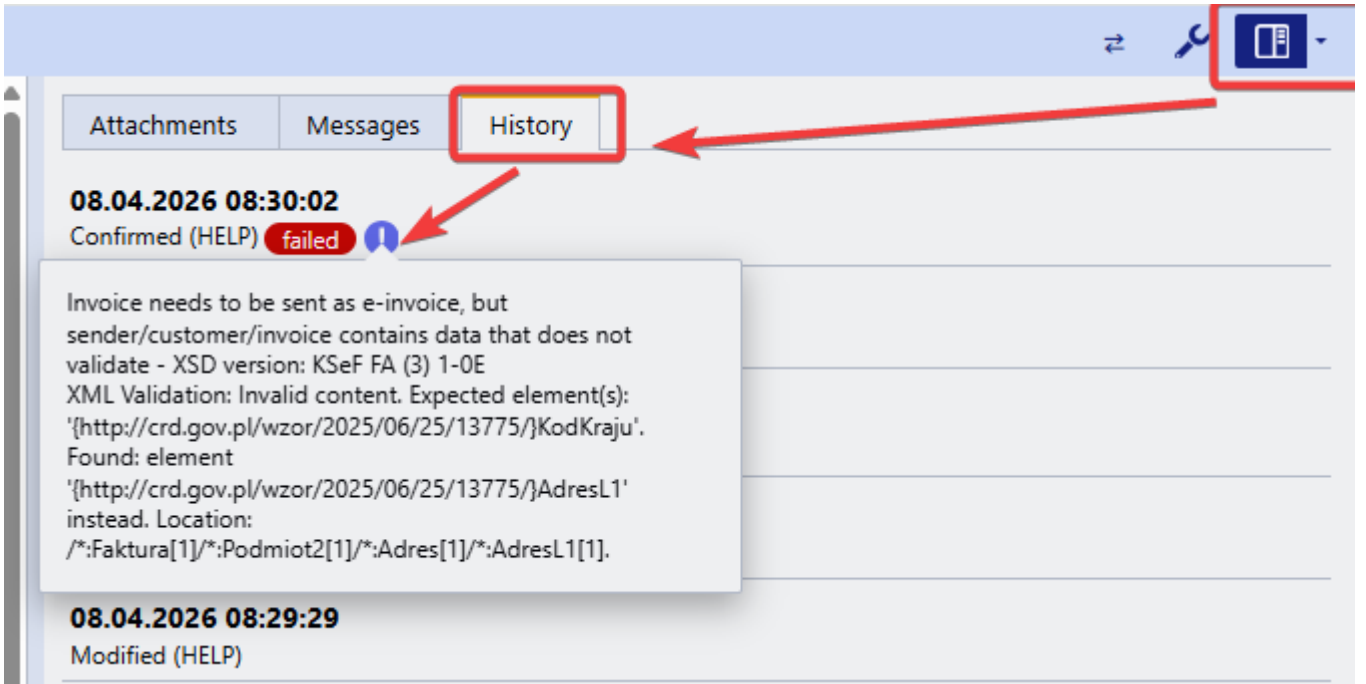 Attachments
Messages
History
08.04.2026 08:30:02
Confirmed (HELP) failed
Invoice needs to be sent as e-invoice, but
sender/customer/invoice contains data that does not
validate - XSD version: KSeF FA (3) 1-0E
XML Validation: Invalid content. Expected element(s):
'{http://crd.gov.pl/wzor/2025/06/25/13775/}KodKraju'.
Found: element
'{http://crd.gov.pl/wzor/2025/06/25/13775/}AdresL1'
instead. Location:
/*:Faktura[1]/*:Podmiot2[1]/*:Adres[1]/*:AdresL1[1].
08.04.2026 08:29:29
Modified (HELP)